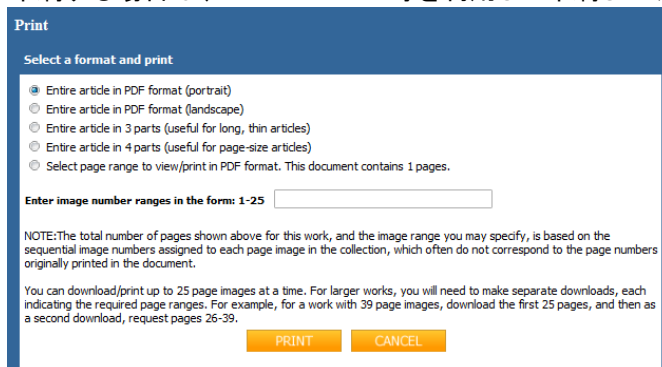 Print
Select a format and print
Entire article in PDF format (portrait)
Entire article in PDF format (landscape)
Entire article in 3 parts (useful for long, thin articles)
Entire article in 4 parts (useful for page-size articles)
Select page range to view/print in PDF format. This document contains 1 pages.
Enter image number ranges in the form: 1-25
NOTE:The total number of pages shown above for this work, and the image range you may specify, is based on the
sequential image numbers assigned to each page image in the collection, which often do not correspond to the page numbers
originally printed in the document.
You can download/print up to 25 page images at a time. For larger works, you will need to make separate downloads, each
indicating the required page ranges. For example, for a work with 39 page images, download the first 25 pages, and then as
a second download, request pages 26-39.
PRINT CANCEL